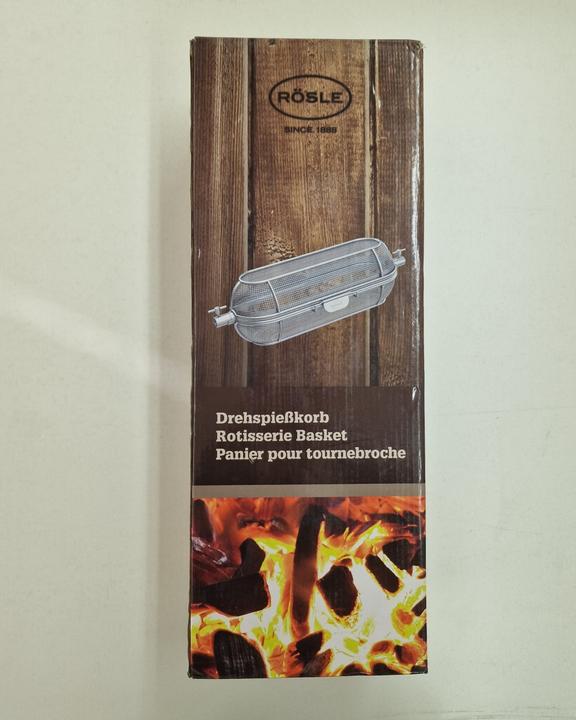 RÖSLE
SINCE 1888
Drehspießkorb
Rotisserie Basket
Panier pour tournebroche